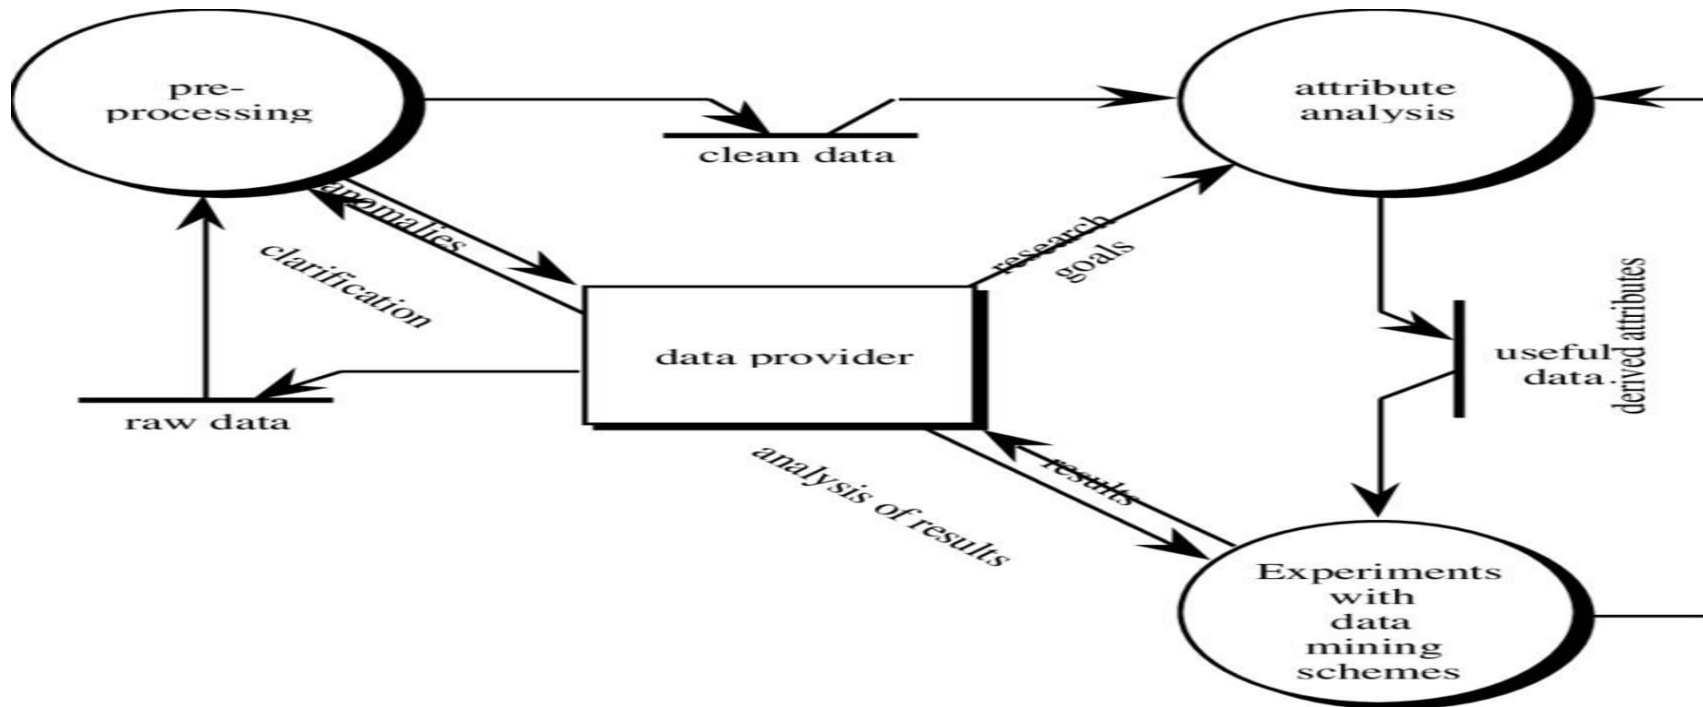 pre-
processing
attribute
analysis
clean data
anomalies
clarification
research
goals
data provider
useful
data
derived attributes
raw data
results
analysis of results
Experiments
with
data
mining
schemes